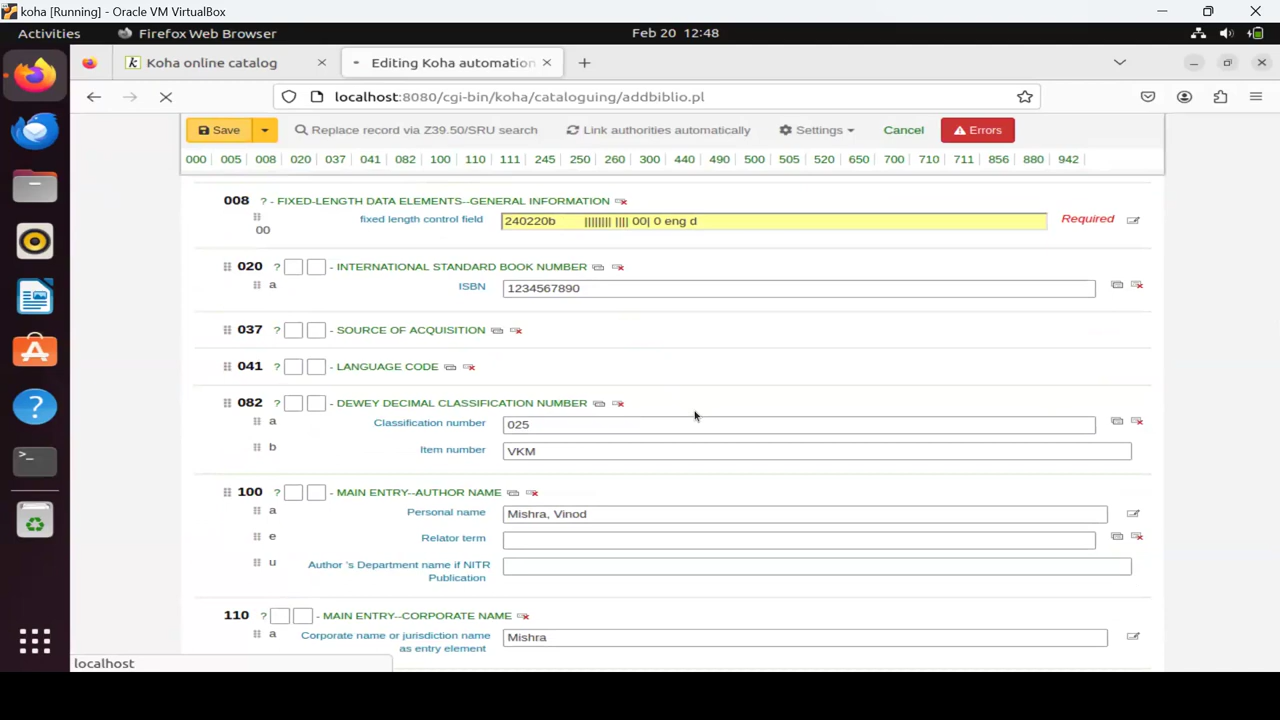 koha [Running] - Oracle VM VirtualBox
Activities Firefox Web Browser Feb 20 12:48
Koha online catalog Editing Koha automation
localhost:8080/cgi-bin/koha/cataloguing/addbiblio.pl
Save Replace record via Z39.50/SRU search Link authorities automatically Settings Cancel Errors
000 005 008 020 037 041 082 100 110 111 245 250 260 300 440 490 500 505 520 650 700 710 711 856 880 942
008 ? - FIXED-LENGTH DATA ELEMENTS--GENERAL INFORMATION
00 fixed length control field 240220b |||||||| |||| 00| 0 eng d Required
020 ? - INTERNATIONAL STANDARD BOOK NUMBER
a ISBN 1234567890
037 ? - SOURCE OF ACQUISITION
041 ? - LANGUAGE CODE
082 ? - DEWEY DECIMAL CLASSIFICATION NUMBER
a Classification number 025
b Item number VKM
100 ? - MAIN ENTRY--AUTHOR NAME
a Personal name Mishra, Vinod
e Relator term
u Author 's Department name if NITR
Publication
110 ? - MAIN ENTRY--CORPORATE NAME
a Corporate name or jurisdiction name Mishra
as entry element
localhost